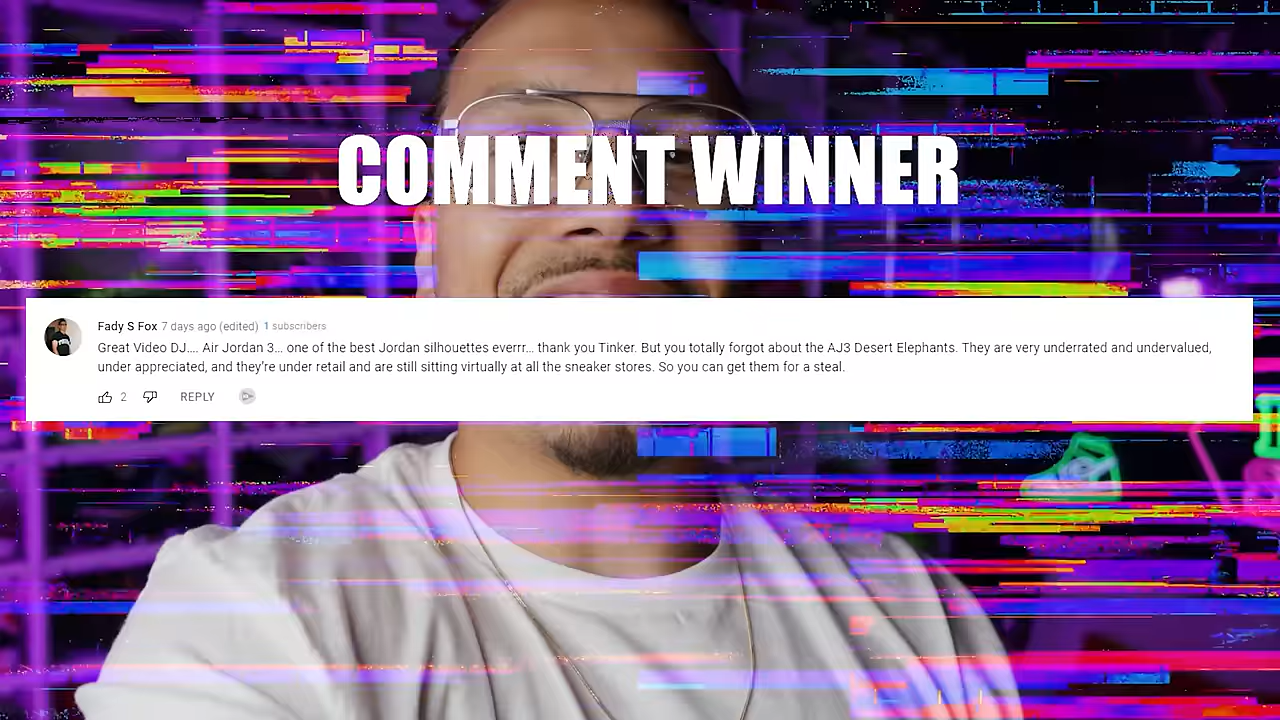 COMMENT WINNER
Fady S Fox 7 days ago (edited) 1 subscribers
Great Video DJ.... Air Jordan 3... one of the best Jordan silhouettes everrr... thank you Tinker. But you totally forgot about the AJ3 Desert Elephants. They are very underrated and undervalued,
under appreciated, and they're under retail and are still sitting virtually at all the sneaker stores. So you can get them for a steal.
2 REPLY